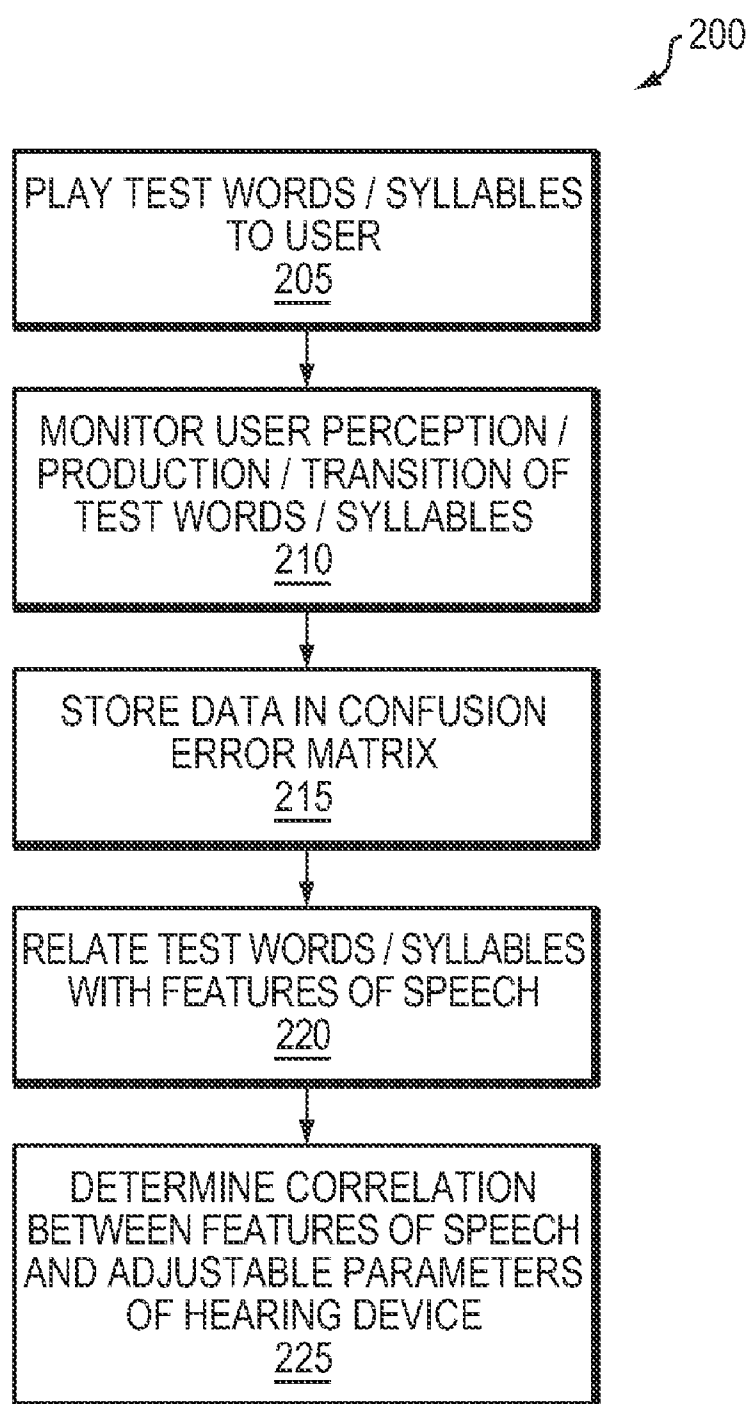 200
PLAY TEST WORDS / SYLLABLES
TO USER
205
MONITOR USER PERCEPTION /
PRODUCTION / TRANSITION OF
TEST WORDS / SYLLABLES
210
STORE DATA IN CONFUSION
ERROR MATRIX
215
RELATE TEST WORDS / SYLLABLES
WITH FEATURES OF SPEECH
220
DETERMINE CORRELATION
BETWEEN FEATURES OF SPEECH
AND ADJUSTABLE PARAMETERS
OF HEARING DEVICE
225